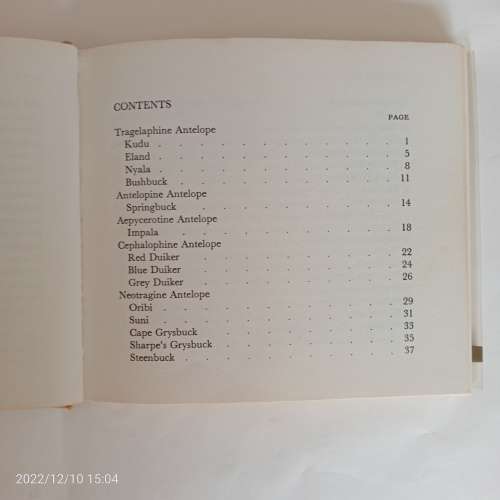 CONTENTS
PAGE
Tragelaphine Antelope
Kudu . . . . . . . . . . . 1
Eland . . . . . . . . . . . 5
Nyala . . . . . . . . . . . 8
Bushbuck . . . . . . . . . . 11
Antelopine Antelope
Springbuck . . . . . . . . . 14
Aepycerotine Antelope
Impala . . . . . . . . . . 18
Cephalophine Antelope
Red Duiker . . . . . . . . . 22
Blue Duiker . . . . . . . . . 24
Grey Duiker . . . . . . . . . 26
Neotragine Antelope
Oribi . . . . . . . . . . . 29
Suni . . . . . . . . . . . 31
Cape Grysbuck . . . . . . . . 33
Sharpe's Grysbuck . . . . . . . . 35
Steenbuck . . . . . . . . . . 37
2022/12/10 15:04